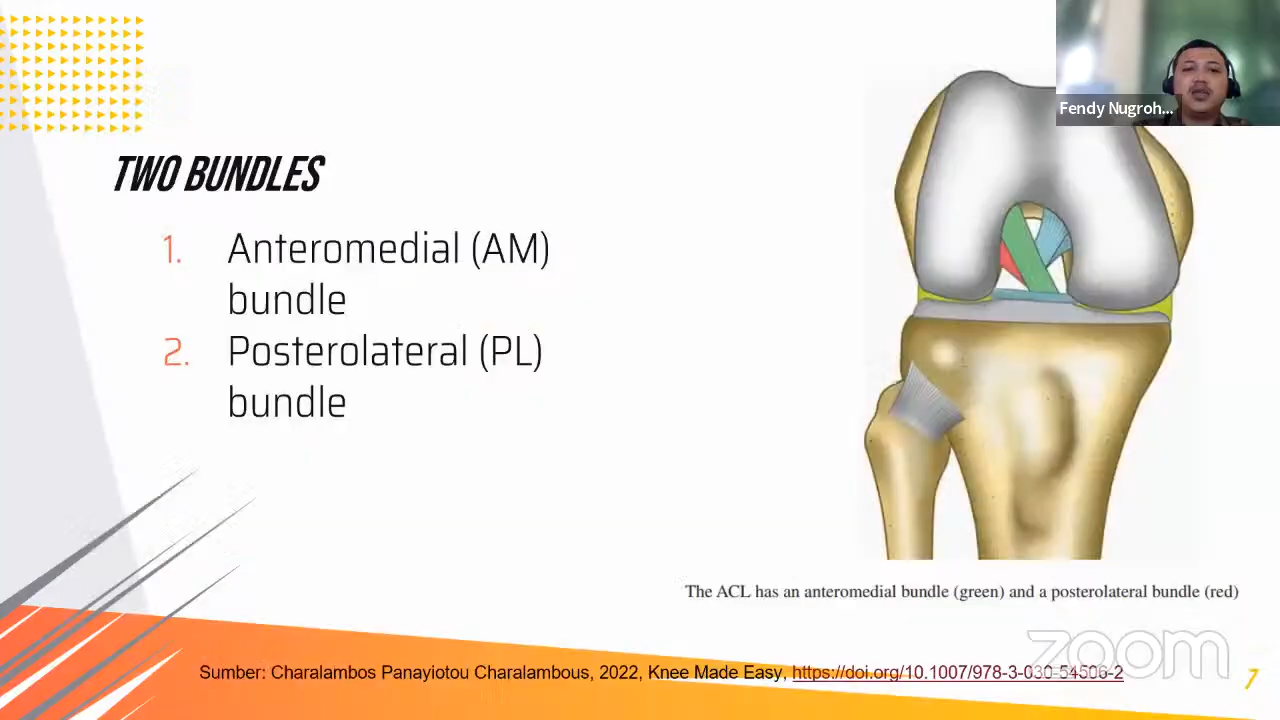 Fendy Nugroh...
TWO BUNDLES
1. Anteromedial (AM)
bundle
2. Posterolateral (PL)
bundle
The ACL has an anteromedial bundle (green) and a posterolateral bundle (red)
zoom
Sumber: Charalambos Panayiotou Charalambous, 2022, Knee Made Easy, https://doi.org/10.1007/978-3-030-54506-2
7